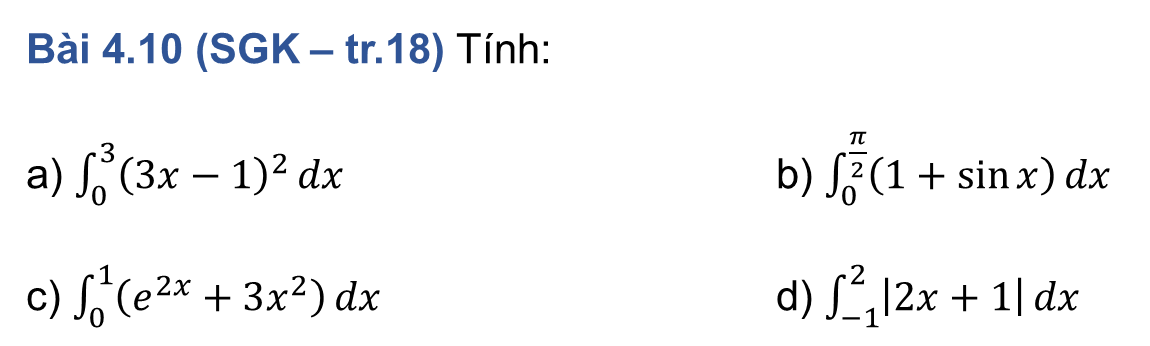 Bài 4.10 (SGK – tr.18) Tính:
a) ∫₀³(3x − 1)² dx b) ∫₀^(π/2)(1 + sin x) dx
c) ∫₀¹(e²ˣ + 3x²) dx d) ∫₋₁²|2x + 1| dx